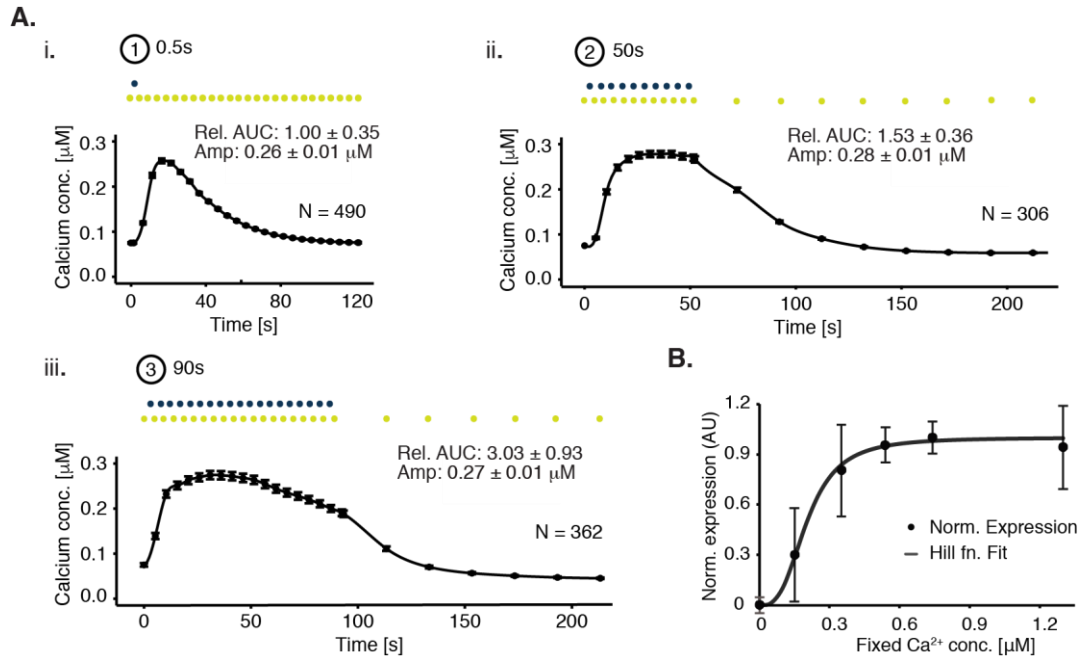 A.
i.
1 0.5s
Rel. AUC: 1.00 ± 0.35
Amp: 0.26 ± 0.01 μM
N = 490
Calcium conc. [μM]
0.3
0.2
0.1
0.0
0 40 80 120
Time [s]
ii.
2 50s
Rel. AUC: 1.53 ± 0.36
Amp: 0.28 ± 0.01 μM
N = 306
Calcium conc. [μM]
0.3
0.2
0.1
0.0
0 50 100 150 200
Time [s]
iii.
3 90s
Rel. AUC: 3.03 ± 0.93
Amp: 0.27 ± 0.01 μM
N = 362
Calcium conc. [μM]
0.3
0.2
0.1
0.0
0 50 100 150 200
Time [s]
B.
Norm. expression (AU)
1.2
0.9
0.6
0.3
0
Norm. Expression
Hill fn. Fit
0 0.3 0.6 0.9 1.2
Fixed Ca²⁺ conc. [μM]